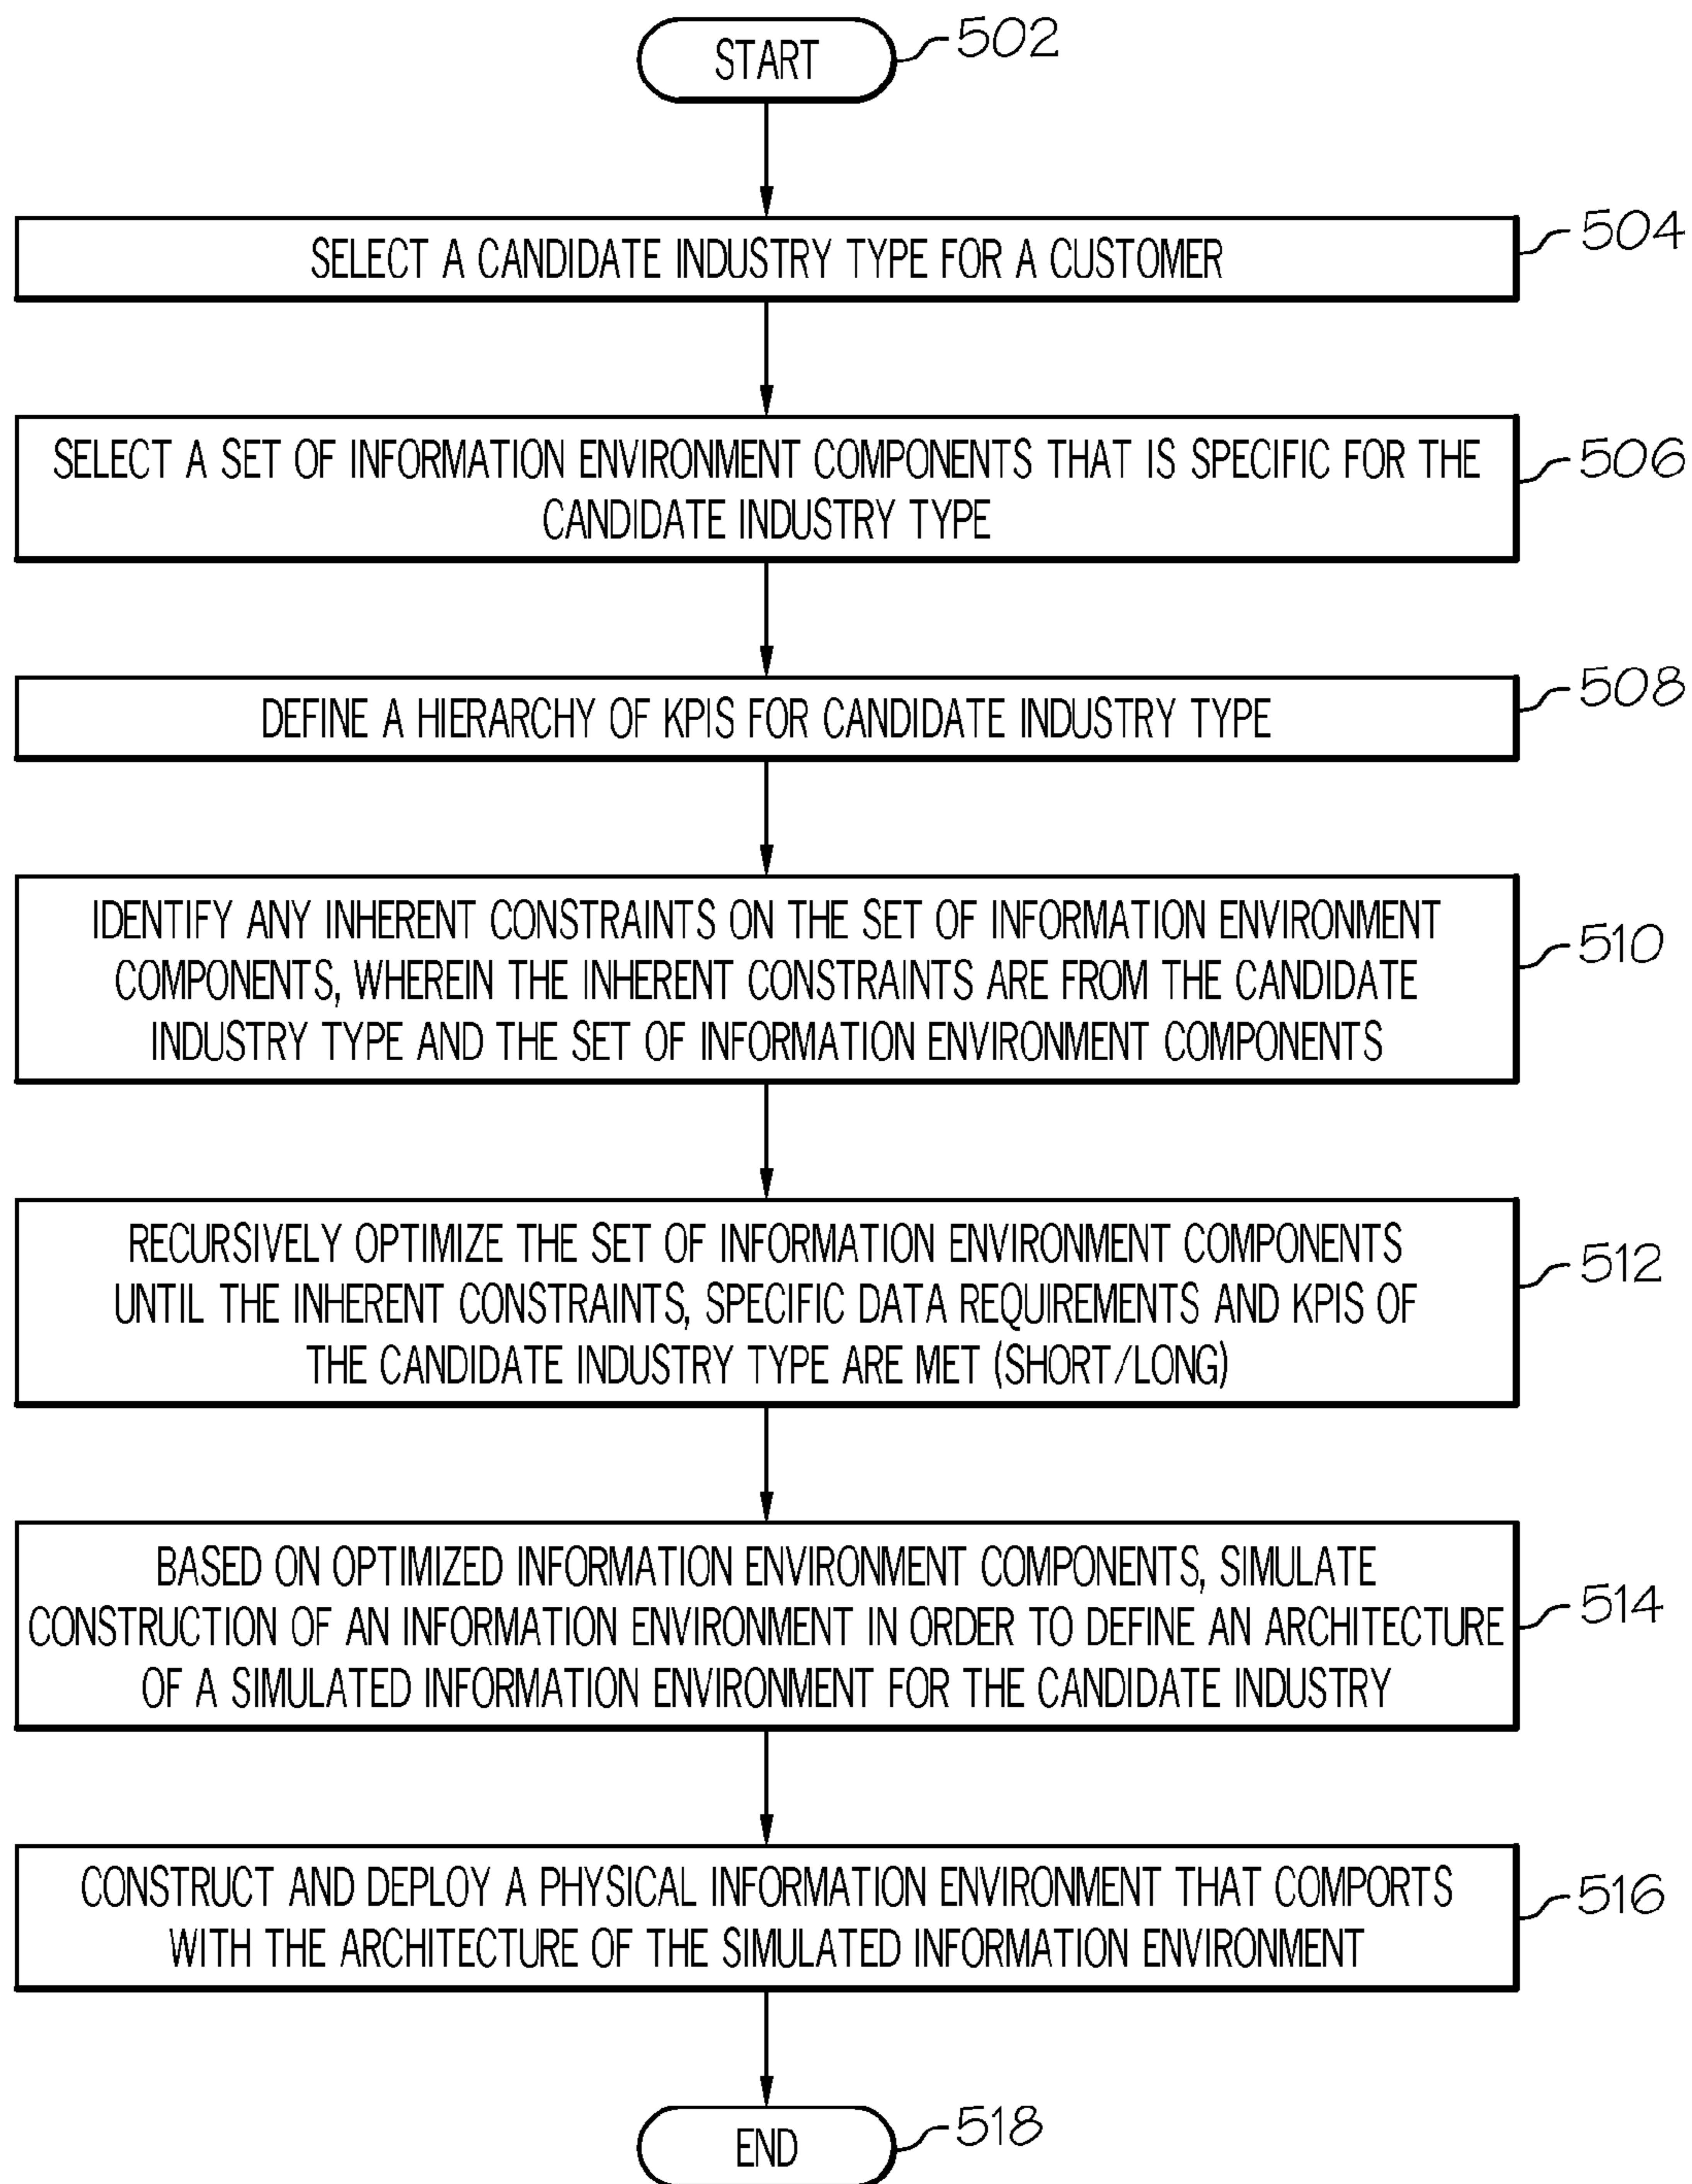 START
502
SELECT A CANDIDATE INDUSTRY TYPE FOR A CUSTOMER
504
SELECT A SET OF INFORMATION ENVIRONMENT COMPONENTS THAT IS SPECIFIC FOR THE
CANDIDATE INDUSTRY TYPE
506
DEFINE A HIERARCHY OF KPIS FOR CANDIDATE INDUSTRY TYPE
508
IDENTIFY ANY INHERENT CONSTRAINTS ON THE SET OF INFORMATION ENVIRONMENT
COMPONENTS, WHEREIN THE INHERENT CONSTRAINTS ARE FROM THE CANDIDATE
INDUSTRY TYPE AND THE SET OF INFORMATION ENVIRONMENT COMPONENTS
510
RECURSIVELY OPTIMIZE THE SET OF INFORMATION ENVIRONMENT COMPONENTS
UNTIL THE INHERENT CONSTRAINTS, SPECIFIC DATA REQUIREMENTS AND KPIS OF
THE CANDIDATE INDUSTRY TYPE ARE MET (SHORT/LONG)
512
BASED ON OPTIMIZED INFORMATION ENVIRONMENT COMPONENTS, SIMULATE
CONSTRUCTION OF AN INFORMATION ENVIRONMENT IN ORDER TO DEFINE AN ARCHITECTURE
OF A SIMULATED INFORMATION ENVIRONMENT FOR THE CANDIDATE INDUSTRY
514
CONSTRUCT AND DEPLOY A PHYSICAL INFORMATION ENVIRONMENT THAT COMPORTS
WITH THE ARCHITECTURE OF THE SIMULATED INFORMATION ENVIRONMENT
516
END
518